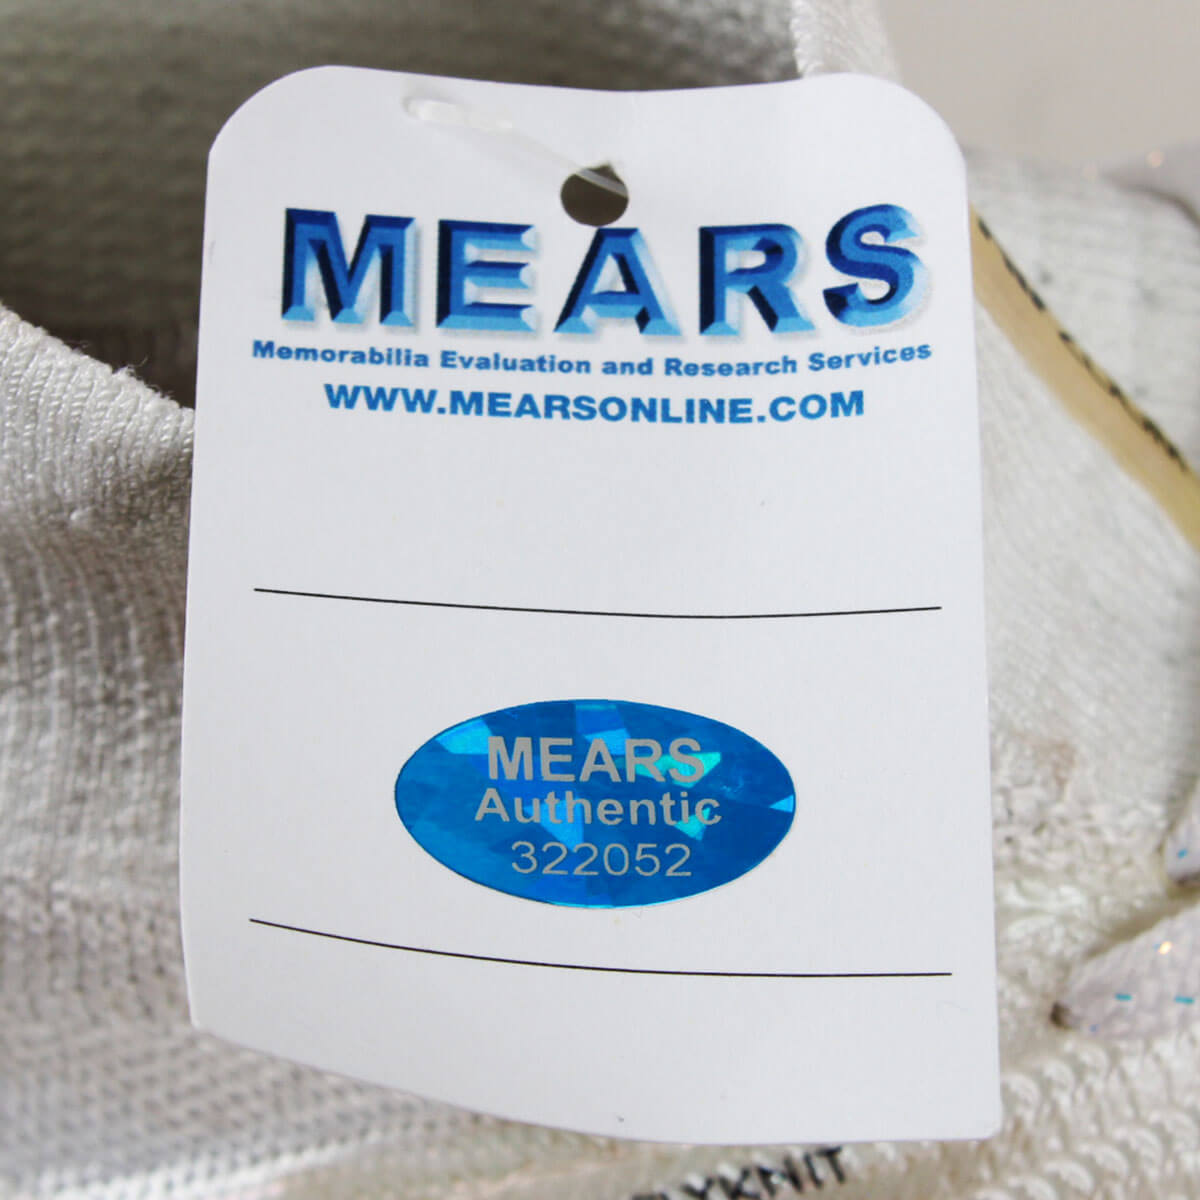 MEARS
Memorabilia Evaluation and Research Services
WWW.MEARSONLINE.COM
MEARS
Authentic
322052